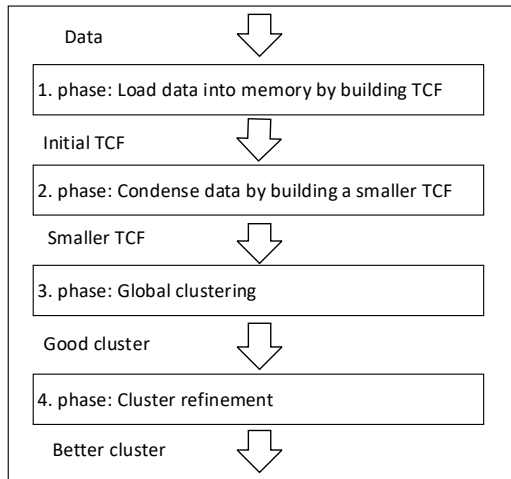 Data
1. phase: Load data into memory by building TCF
Initial TCF
2. phase: Condense data by building a smaller TCF
Smaller TCF
3. phase: Global clustering
Good cluster
4. phase: Cluster refinement
Better cluster